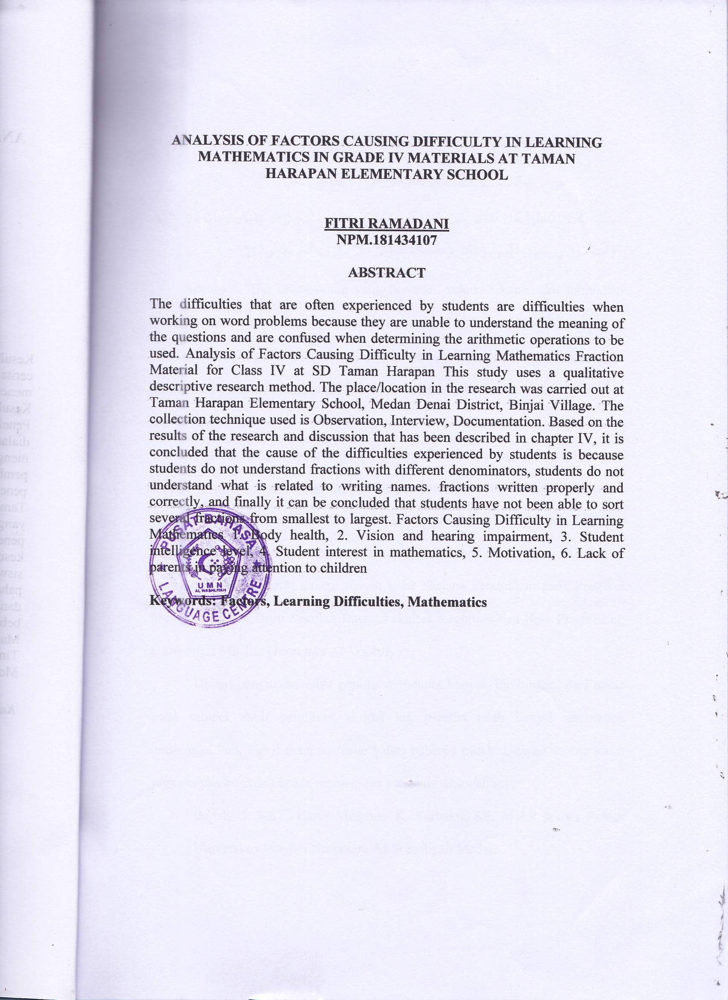 ANALYSIS OF FACTORS CAUSING DIFFICULTY IN LEARNING
MATHEMATICS IN GRADE IV MATERIALS AT TAMAN
HARAPAN ELEMENTARY SCHOOL
FITRI RAMADANI
NPM.181434107
ABSTRACT
The difficulties that are often experienced by students are difficulties when
working on word problems because they are unable to understand the meaning of
the questions and are confused when determining the arithmetic operations to be
used. Analysis of Factors Causing Difficulty in Learning Mathematics Fraction
Material for Class IV at SD Taman Harapan This study uses a qualitative
descriptive research method. The place/location in the research was carried out at
Taman Harapan Elementary School, Medan Denai District, Binjai Village. The
collection technique used is Observation, Interview, Documentation. Based on the
results of the research and discussion that has been described in chapter IV, it is
concluded that the cause of the difficulties experienced by students is because
students do not understand fractions with different denominators, students do not
understand what is related to writing names. fractions written properly and
correctly, and finally it can be concluded that students have not been able to sort
several fractions from smallest to largest. Factors Causing Difficulty in Learning
Mathematics 1. Body health, 2. Vision and hearing impairment, 3. Student
intelligence level, 4. Student interest in mathematics, 5. Motivation, 6. Lack of
parents in paying attention to children
Keywords: Factors, Learning Difficulties, Mathematics
PUSAT BAHASA
UMN
AL WASHLIYAH
LANGUAGE CENTRE